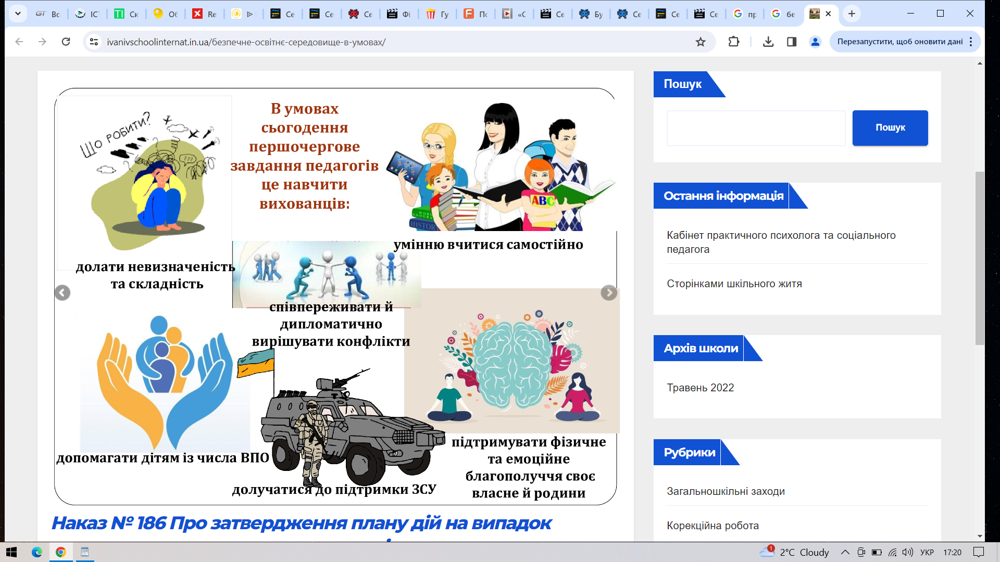 Вс
ІС
Ск
Об
Re
Се
Се
Се
Фі
Гу
По
«С
Се
Бу
Се
Се
Се
пр
бе
ivanivschoolinternat.in.ua/безпечне-освітнє-середовище-в-умовах/
Перезапустити, щоб оновити дані
Що робити?
В умовах
сьогодення
першочергове
завдання педагогів
це навчити
вихованців:
ABC
HISTOR
умінню вчитися самостійно
долати невизначеність
та складність
співпереживати й
дипломатично
вирішувати конфлікти
допомагати дітям із числа ВПО
долучатися до підтримки ЗСУ
підтримувати фізичне
та емоційне
благополуччя своє
власне й родини
Наказ № 186 Про затвердження плану дій на випадок
Пошук
Пошук
Остання інформація
Кабінет практичного психолога та соціального
педагога
Сторінками шкільного житя
Архів школи
Травень 2022
Рубрики
Загальношкільні заходи
Корекційна робота
1
2°C Cloudy
УКР
17:20